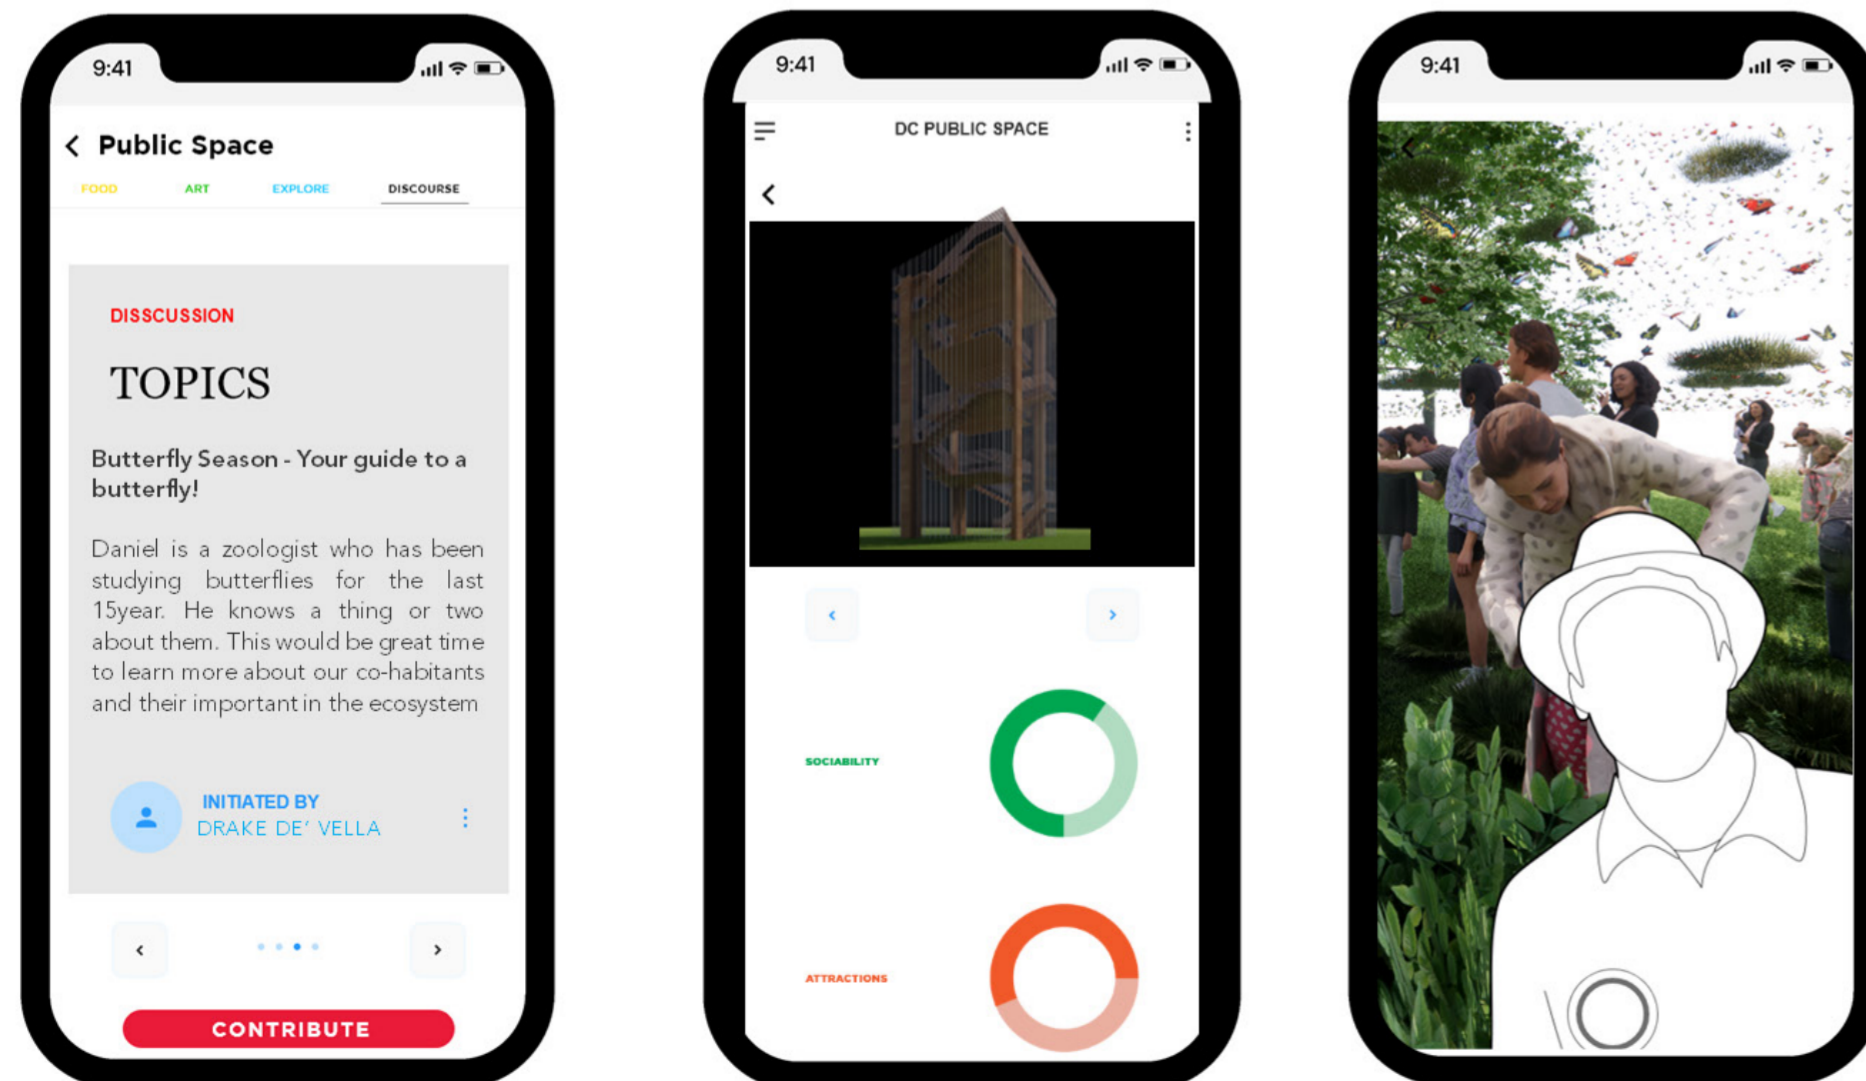 9:41
Public Space
FOOD ART EXPLORE DISCOURSE
DISSCUSSION
TOPICS
Butterfly Season - Your guide to a
butterfly!
Daniel is a zoologist who has been
studying butterflies for the last
15year. He knows a thing or two
about them. This would be great time
to learn more about our co-habitants
and their important in the ecosystem
INITIATED BY
DRAKE DE' VELLA
CONTRIBUTE
9:41
DC PUBLIC SPACE
SOCIABILITY
ATTRACTIONS
9:41